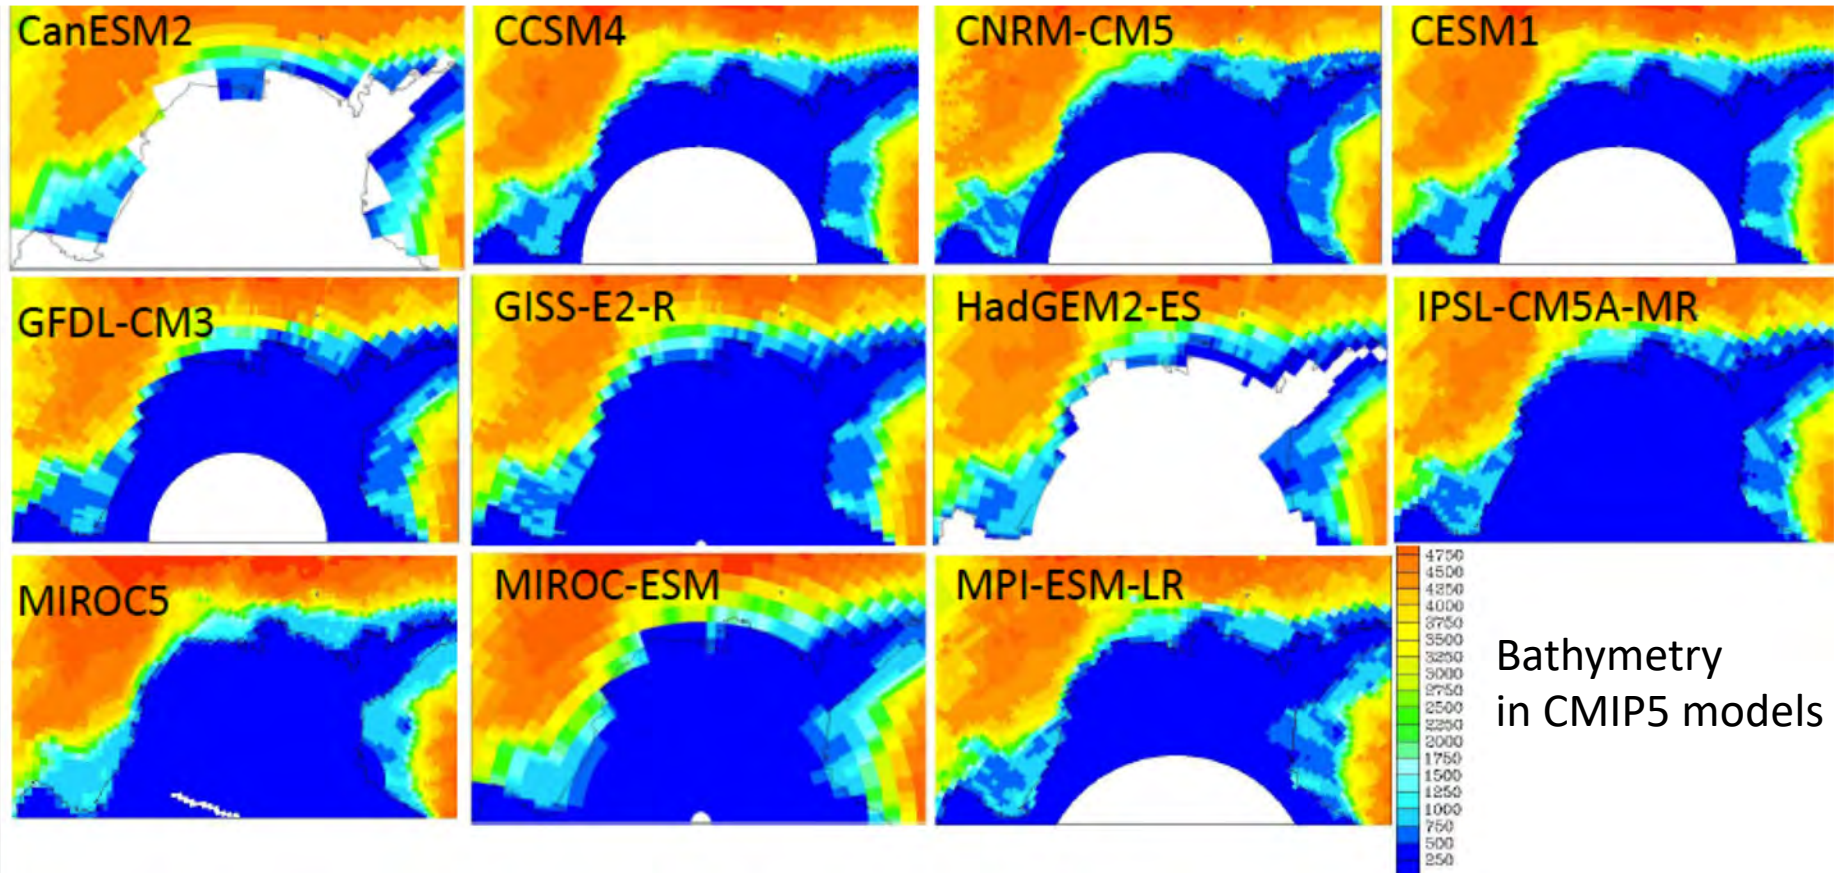 CanESM2
CCSM4
CNRM-CM5
CESM1
GFDL-CM3
GISS-E2-R
HadGEM2-ES
IPSL-CM5A-MR
MIROC5
MIROC-ESM
MPI-ESM-LR
4750
4500
4250
4000
3750
3500
3250
3000
2750
2500
2250
2000
1750
1500
1250
1000
750
500
250
Bathymetry
in CMIP5 models